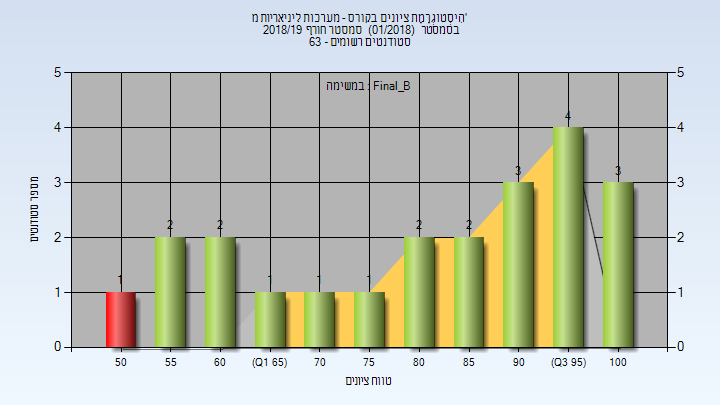 היסטוגרמת ציונים בקורס - מערכות ליניאריות מ'
בסמסטר (01/2018) סמסטר חורף 2018/19
סטודנטים רשומים - 63
במשימה : Final_B
מספר סטודנטים
5 5
4 4
3 3
2 2
1 1
0 0
1 2 2 1 1 1 2 2 3 4 3
50 55 60 (Q1 65) 70 75 80 85 90 (Q3 95) 100
טווח ציונים